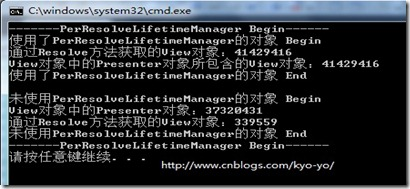 C:\windows\system32\cmd.exe
-------PerResolveLifetimeManager Begin------
使用了PerResolveLifetimeManager的对象 Begin
通过Resolve方法获取的View对象：41429416
View对象中的Presenter对象所包含的View对象：41429416
使用了PerResolveLifetimeManager的对象 End
未使用PerResolveLifetimeManager的对象 Begin
View对象中的Presenter对象：37320431
通过Resolve方法获取的View对象：339559
未使用PerResolveLifetimeManager的对象 End
-------PerResolveLifetimeManager Begin------
请按任意键继续. . .
http://www.cnblogs.com/kyo-yo/